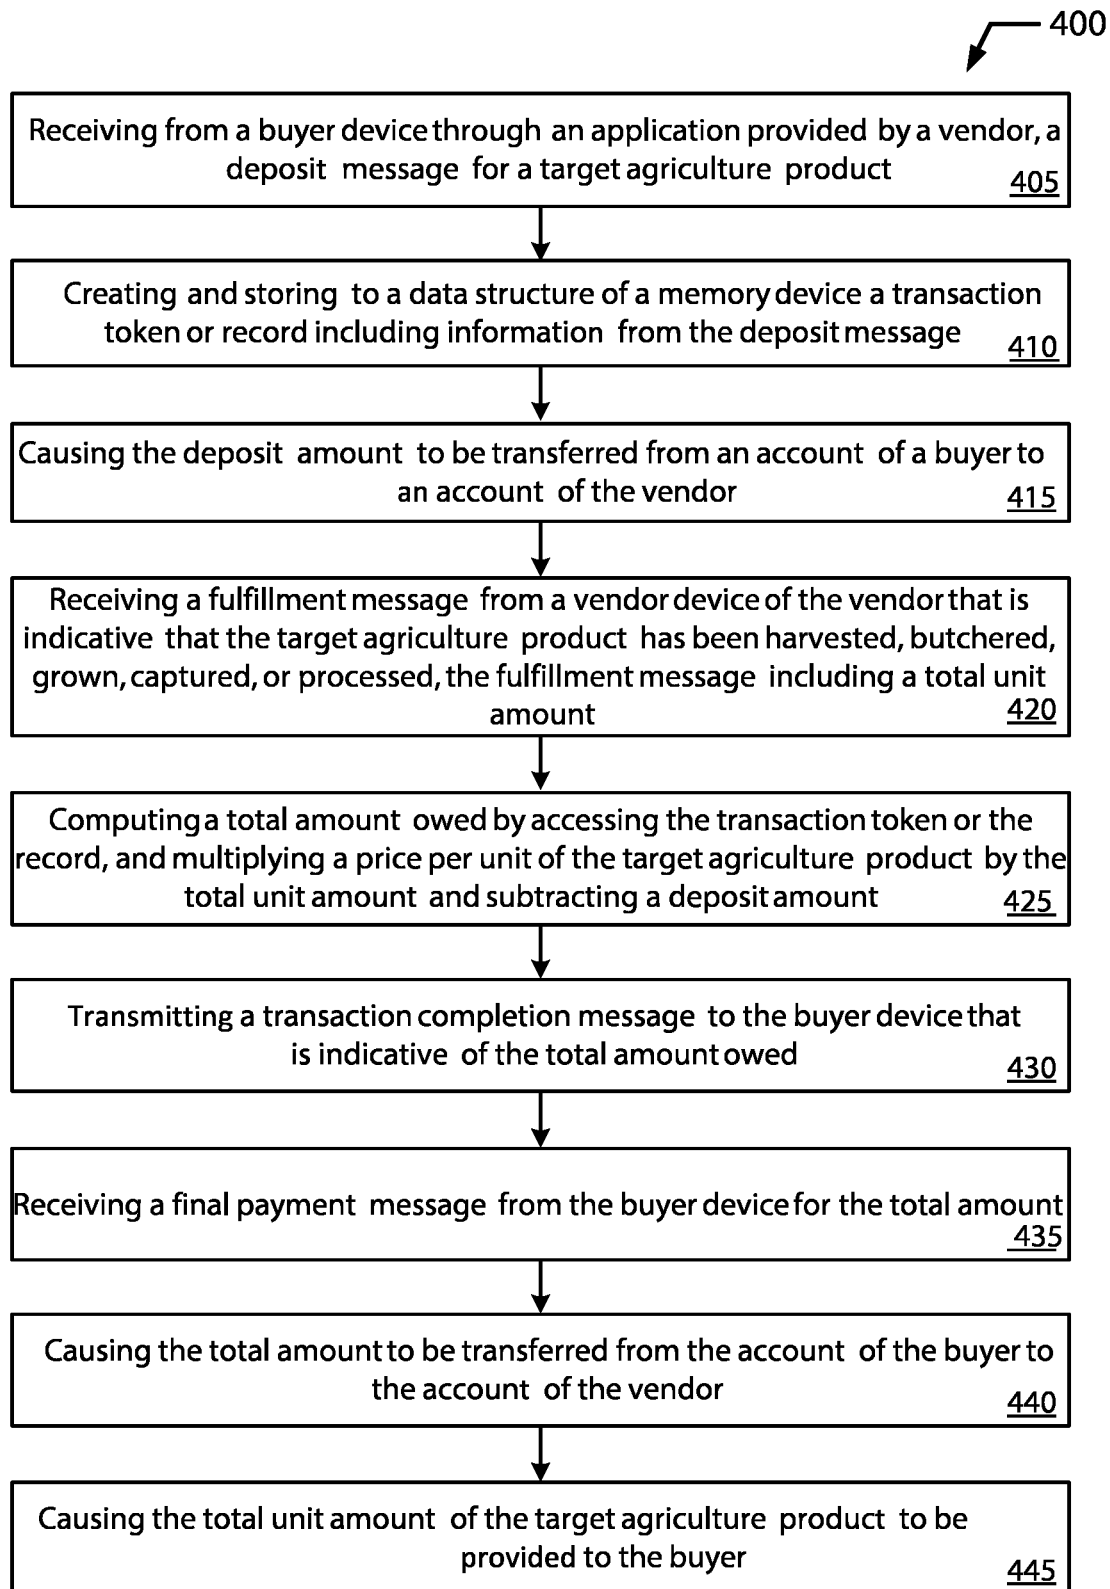 400
Receiving from a buyer device through an application provided by a vendor, a
deposit message for a target agriculture product
405
Creating and storing to a data structure of a memory device a transaction
token or record including information from the deposit message
410
Causing the deposit amount to be transferred from an account of a buyer to
an account of the vendor
415
Receiving a fulfillment message from a vendor device of the vendor that is
indicative that the target agriculture product has been harvested, butchered,
grown, captured, or processed, the fulfillment message including a total unit
amount
420
Computing a total amount owed by accessing the transaction token or the
record, and multiplying a price per unit of the target agriculture product by the
total unit amount and subtracting a deposit amount
425
Transmitting a transaction completion message to the buyer device that
is indicative of the total amount owed
430
Receiving a final payment message from the buyer device for the total amount
435
Causing the total amount to be transferred from the account of the buyer to
the account of the vendor
440
Causing the total unit amount of the target agriculture product to be
provided to the buyer
445